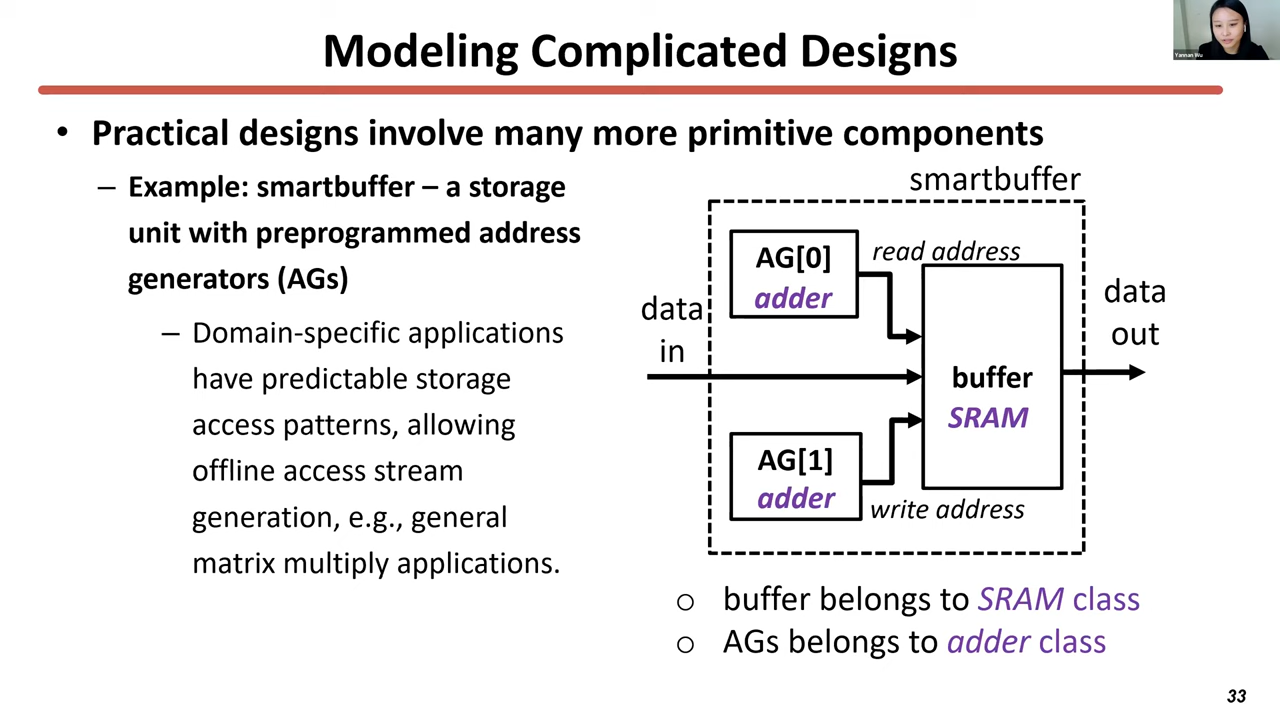 Modeling Complicated Designs
Yannan Wu
• Practical designs involve many more primitive components
– Example: smartbuffer – a storage
unit with preprogrammed address
generators (AGs)
– Domain-specific applications
have predictable storage
access patterns, allowing
offline access stream
generation, e.g., general
matrix multiply applications.
smartbuffer
AG[0]
adder
read address
data
in
data
out
buffer
SRAM
AG[1]
adder
write address
o buffer belongs to SRAM class
o AGs belongs to adder class
33